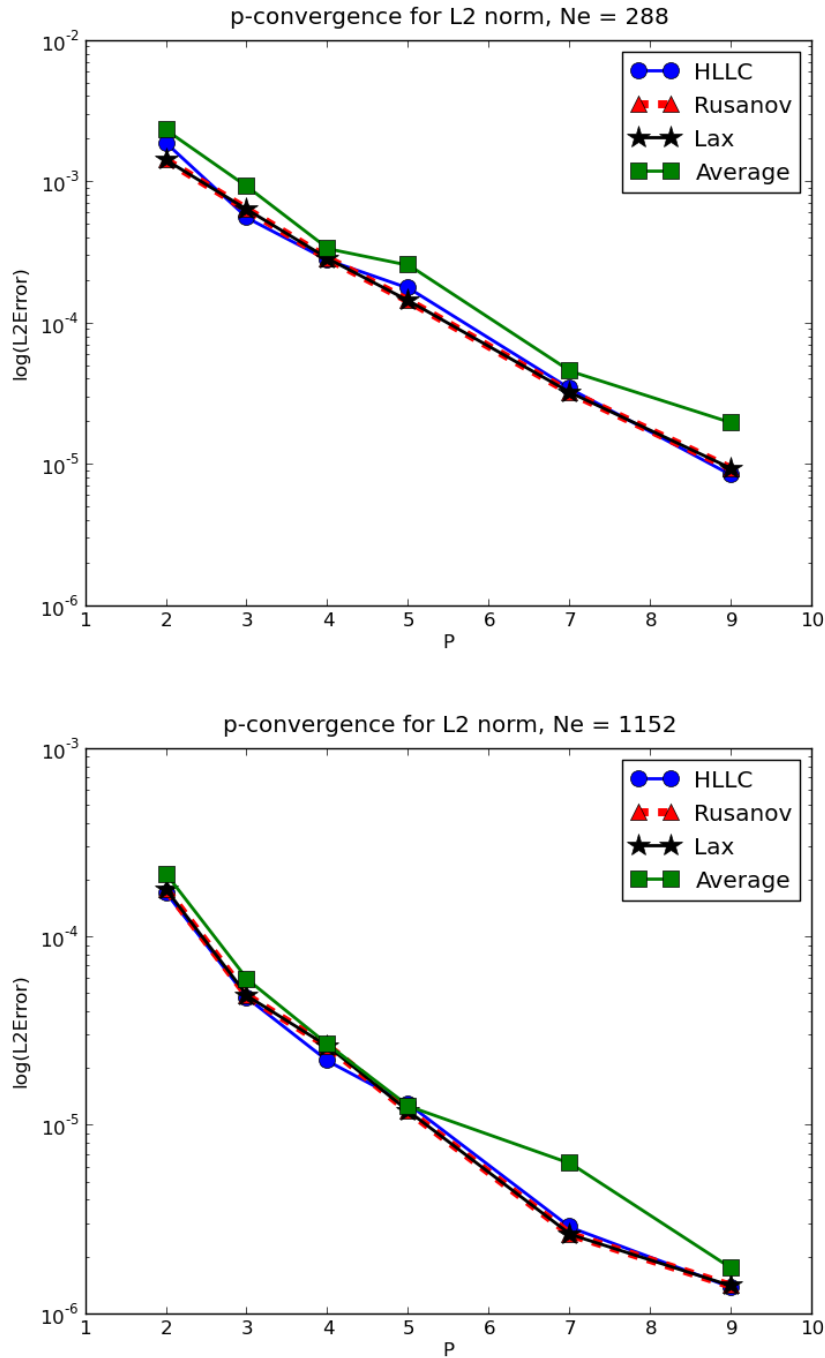 p-convergence for L2 norm, Ne = 288
10^-2
10^-3
10^-4
10^-5
10^-6
log(L2Error)
HLLC
Rusanov
Lax
Average
1 2 3 4 5 6 7 8 9 10
P
p-convergence for L2 norm, Ne = 1152
10^-3
10^-4
10^-5
10^-6
log(L2Error)
HLLC
Rusanov
Lax
Average
1 2 3 4 5 6 7 8 9 10
P